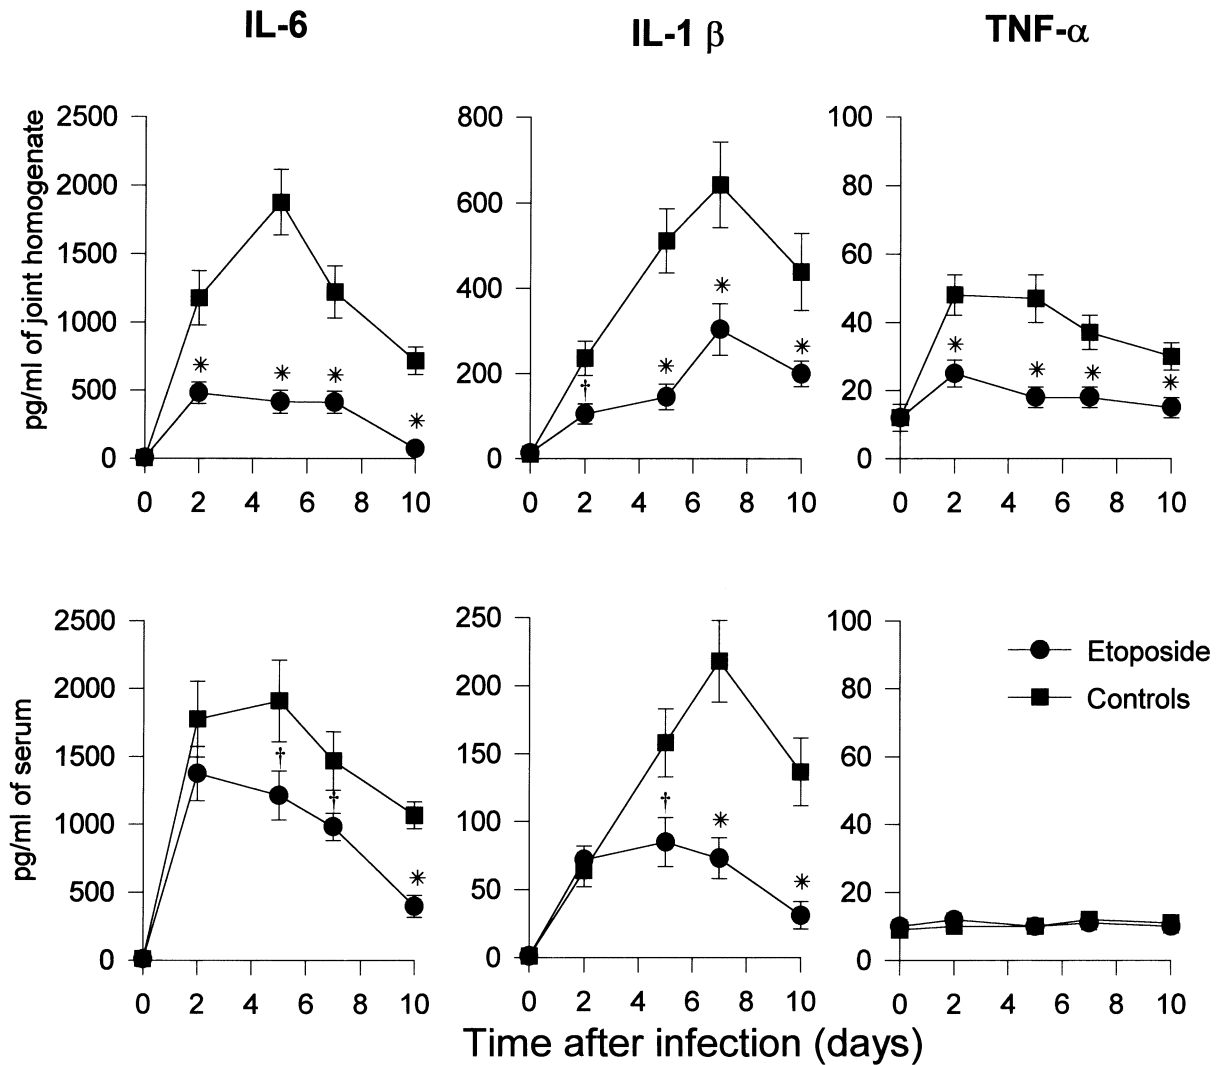 IL-6
IL-1 β
TNF-α
pg/ml of joint homogenate
2500
2000
1500
1000
500
0
0 2 4 6 8 10
800
600
400
200
0
0 2 4 6 8 10
100
80
60
40
20
0
0 2 4 6 8 10
* * * *
† * * *
* * * *
pg/ml of serum
2500
2000
1500
1000
500
0
0 2 4 6 8 10
250
200
150
100
50
0
0 2 4 6 8 10
100
80
60
40
20
0
0 2 4 6 8 10
† † *
† * *
Etoposide
Controls
Time after infection (days)